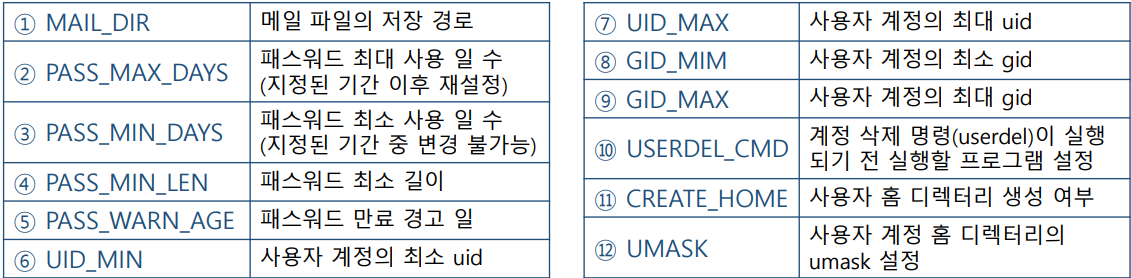 ① MAIL_DIR 메일 파일의 저장 경로
② PASS_MAX_DAYS 패스워드 최대 사용 일 수
(지정된 기간 이후 재설정)
③ PASS_MIN_DAYS 패스워드 최소 사용 일 수
(지정된 기간 중 변경 불가능)
④ PASS_MIN_LEN 패스워드 최소 길이
⑤ PASS_WARN_AGE 패스워드 만료 경고 일
⑥ UID_MIN 사용자 계정의 최소 uid
⑦ UID_MAX 사용자 계정의 최대 uid
⑧ GID_MIM 사용자 계정의 최소 gid
⑨ GID_MAX 사용자 계정의 최대 gid
⑩ USERDEL_CMD 계정 삭제 명령(userdel)이 실행
되기 전 실행할 프로그램 설정
⑪ CREATE_HOME 사용자 홈 디렉터리 생성 여부
⑫ UMASK 사용자 계정 홈 디렉터리의
umask 설정